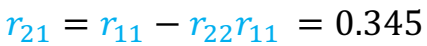 r₂₁ = r₁₁ − r₂₂r₁₁ = 0.345